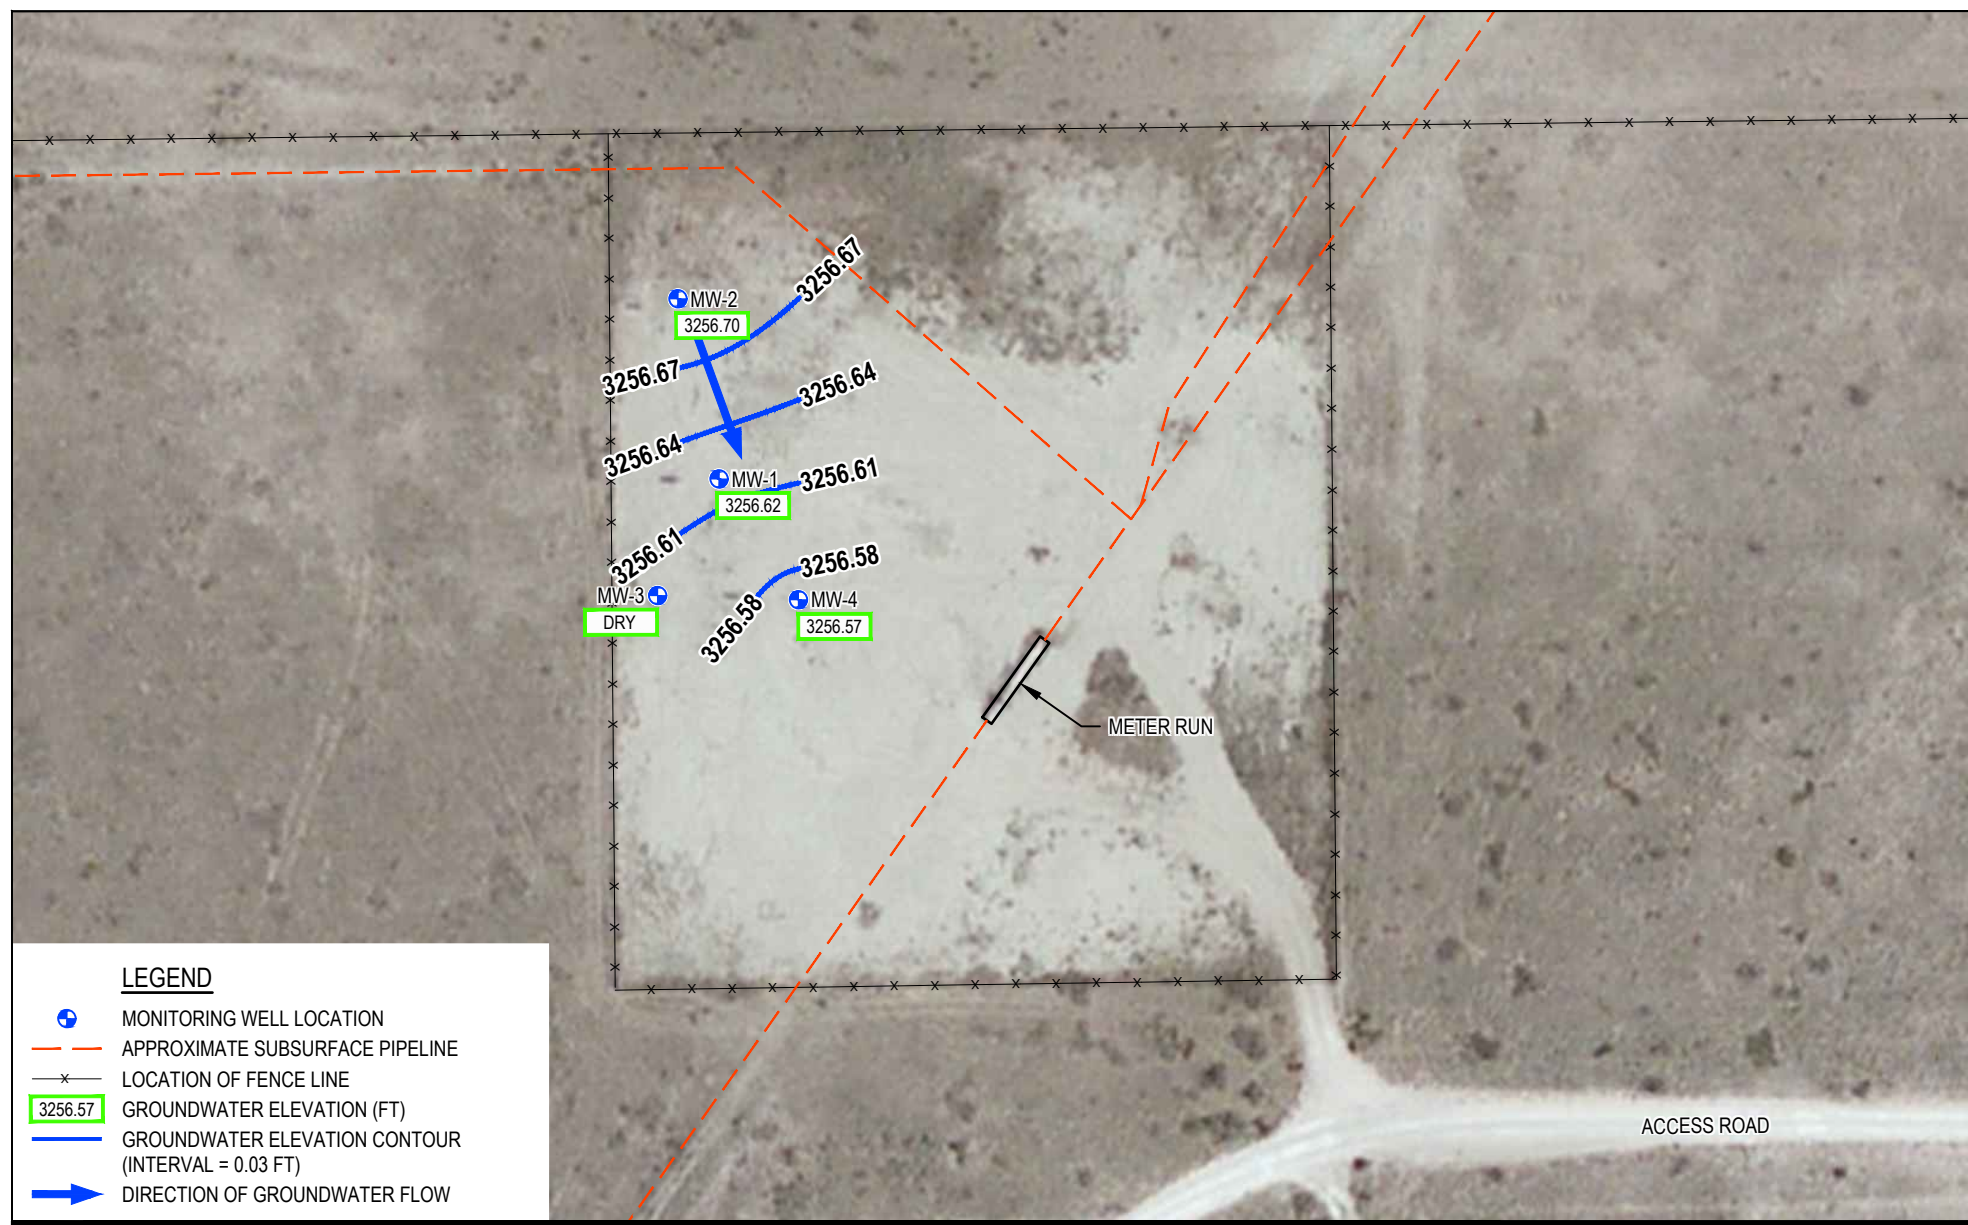 3256.67
MW-2
3256.70
3256.67
3256.64
3256.64
MW-1
3256.61
3256.62
3256.61
3256.58
MW-3
MW-4
DRY
3256.58
3256.57
METER RUN
LEGEND
MONITORING WELL LOCATION
APPROXIMATE SUBSURFACE PIPELINE
X LOCATION OF FENCE LINE
3256.57 GROUNDWATER ELEVATION (FT)
GROUNDWATER ELEVATION CONTOUR
(INTERVAL = 0.03 FT)
DIRECTION OF GROUNDWATER FLOW
ACCESS ROAD